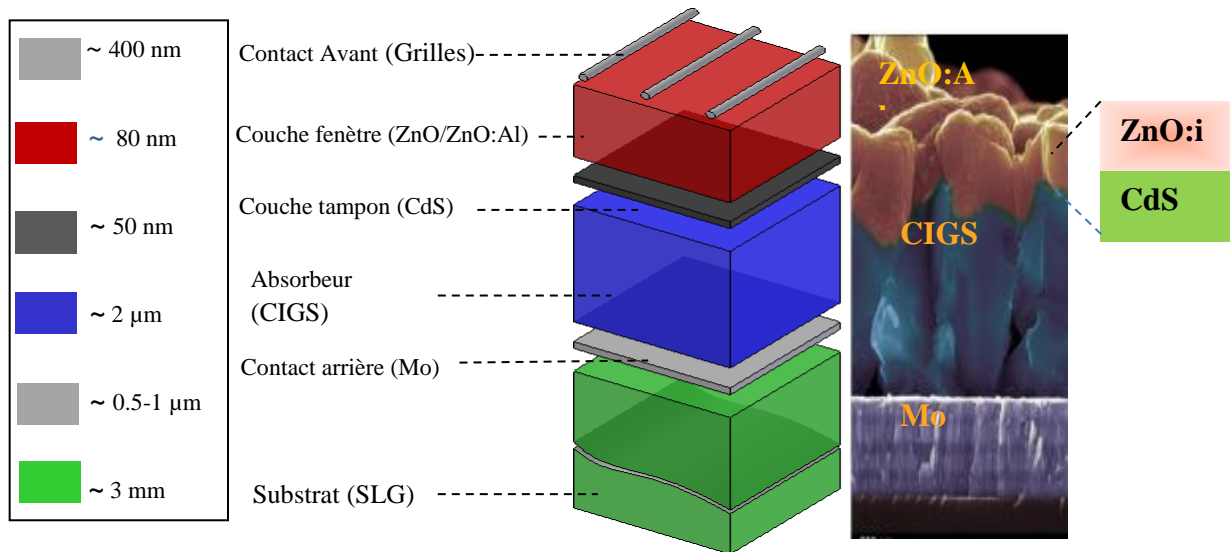 ~ 400 nm
~ 80 nm
~ 50 nm
~ 2 µm
~ 0.5-1 µm
~ 3 mm
Contact Avant (Grilles)
Couche fenètre (ZnO/ZnO:Al)
Couche tampon (CdS)
Absorbeur
(CIGS)
Contact arrière (Mo)
Substrat (SLG)
ZnO:A
CIGS
Mo
ZnO:i
CdS